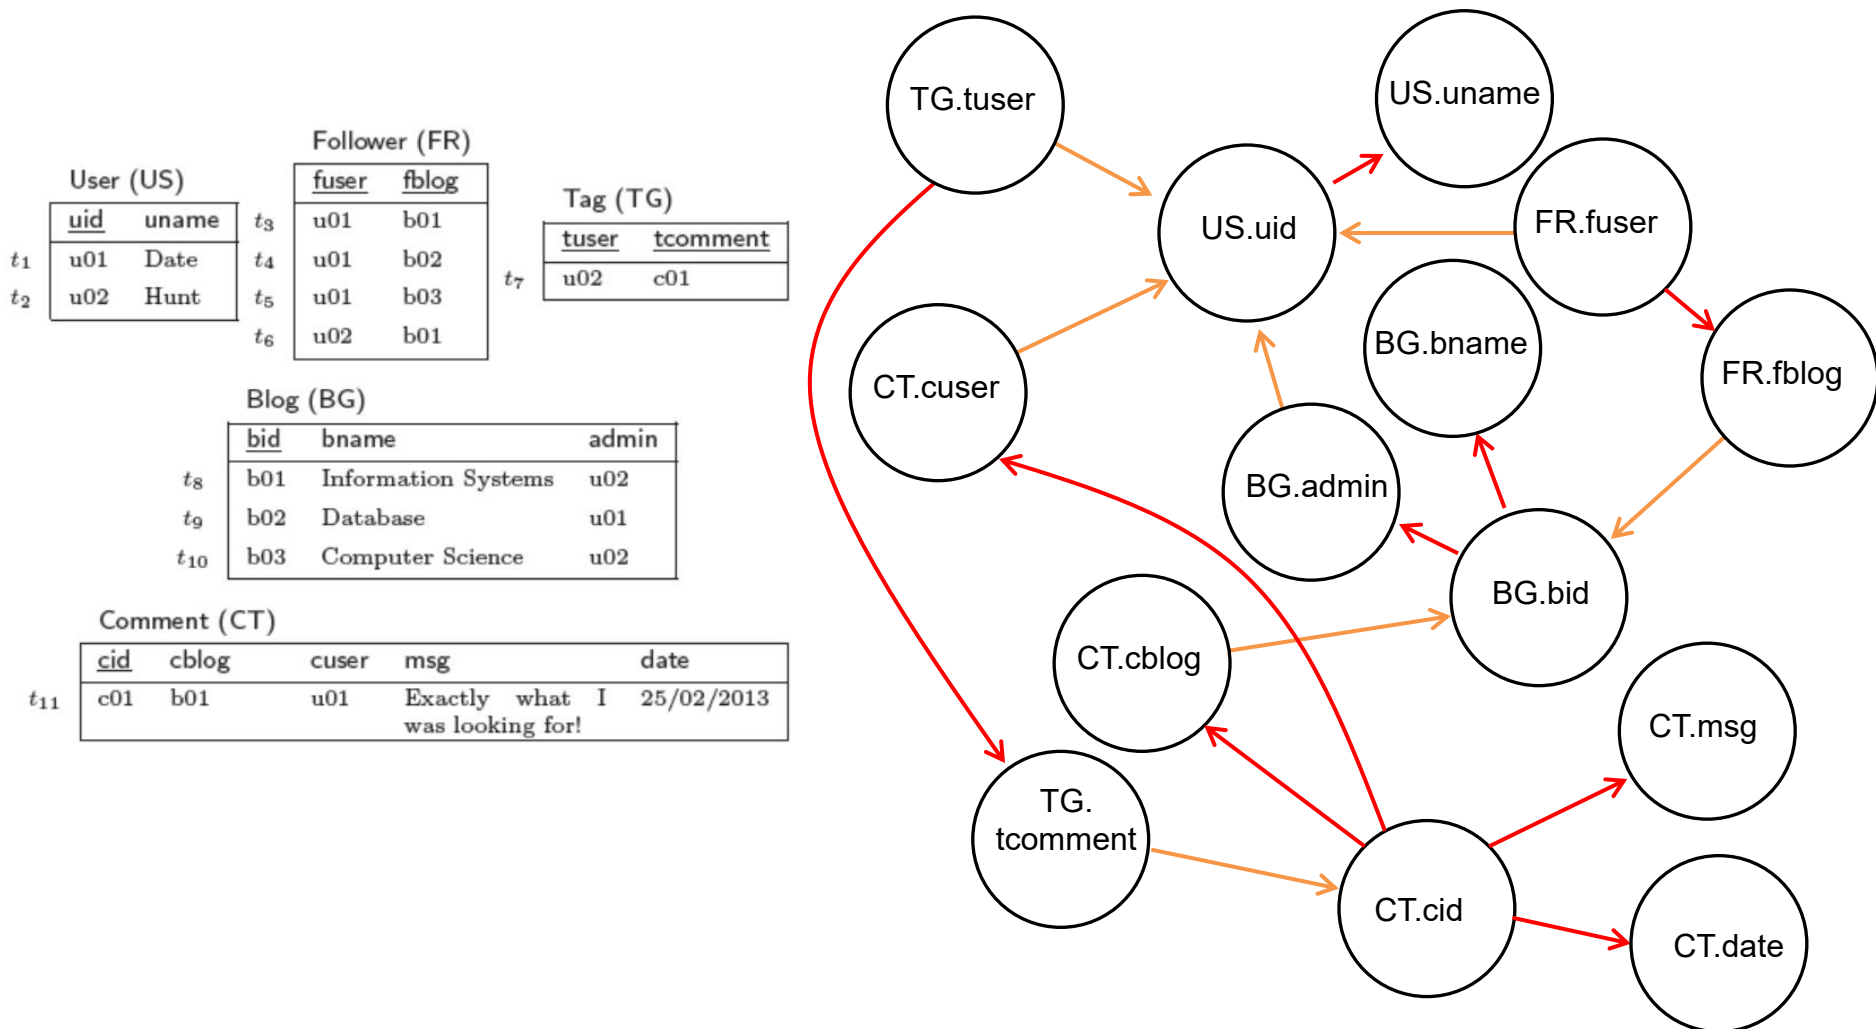 User (US)
uid uname
t1 u01 Date
t2 u02 Hunt
Follower (FR)
fuser fblog
t3 u01 b01
t4 u01 b02
t5 u01 b03
t6 u02 b01
Tag (TG)
tuser tcomment
t7 u02 c01
Blog (BG)
bid bname admin
t8 b01 Information Systems u02
t9 b02 Database u01
t10 b03 Computer Science u02
Comment (CT)
cid cblog cuser msg date
t11 c01 b01 u01 Exactly what I 25/02/2013
was looking for!
TG.tuser
US.uname
US.uid
FR.fuser
BG.bname
FR.fblog
CT.cuser
BG.admin
BG.bid
CT.cblog
CT.msg
TG.
tcomment
CT.cid
CT.date